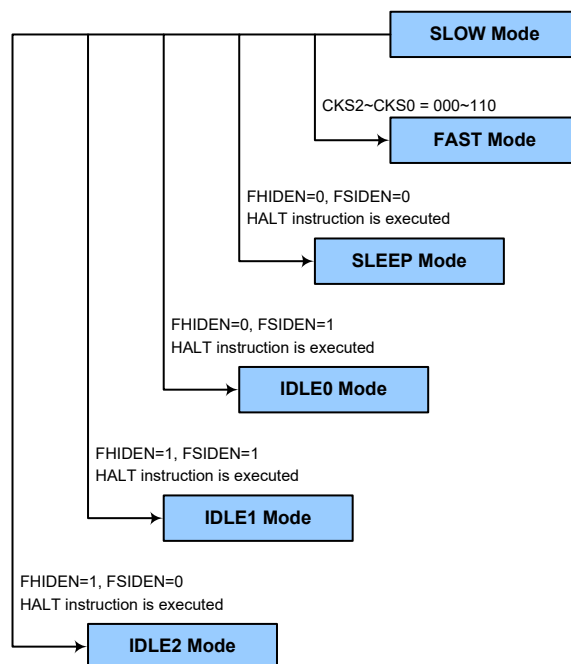 SLOW Mode
CKS2~CKS0 = 000~110
FAST Mode
FHIDEN=0, FSIDEN=0
HALT instruction is executed
SLEEP Mode
FHIDEN=0, FSIDEN=1
HALT instruction is executed
IDLE0 Mode
FHIDEN=1, FSIDEN=1
HALT instruction is executed
IDLE1 Mode
FHIDEN=1, FSIDEN=0
HALT instruction is executed
IDLE2 Mode